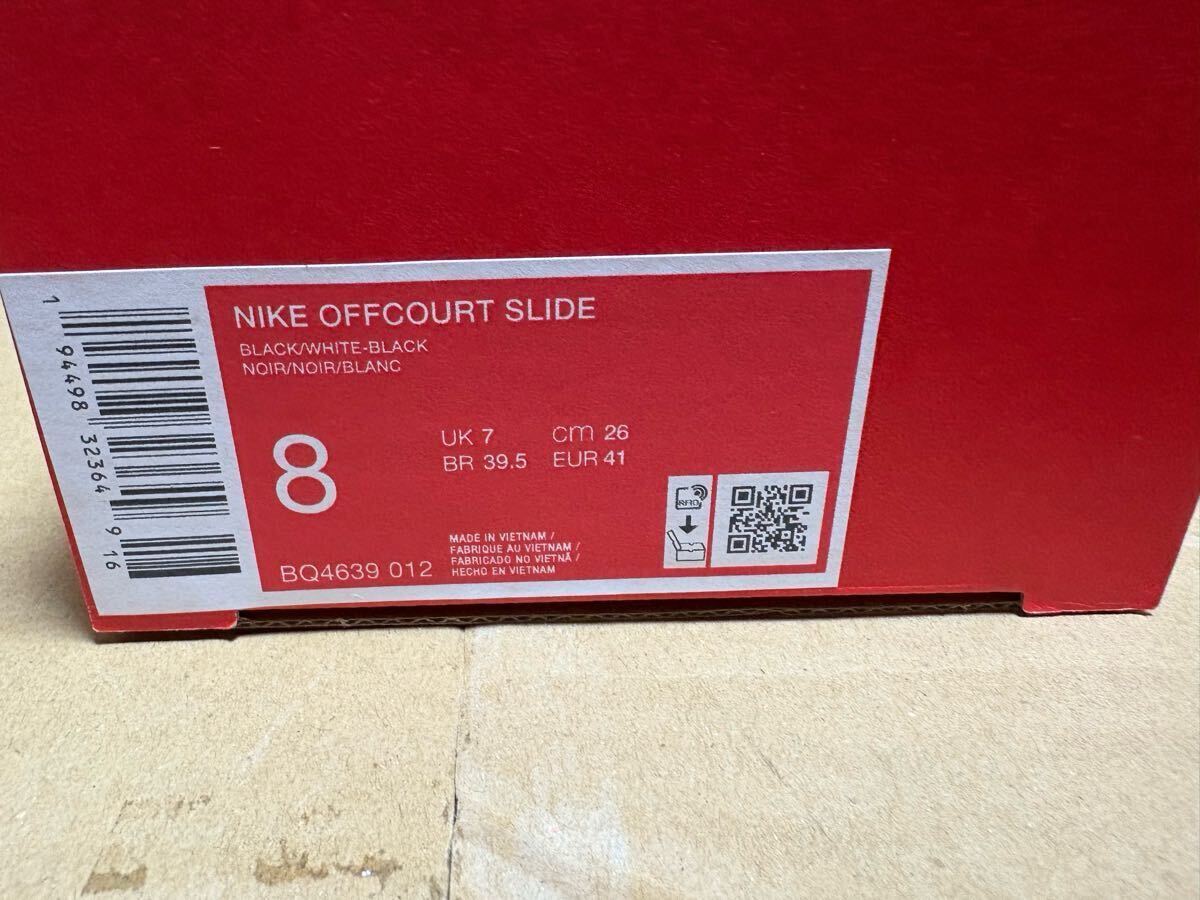 NIKE OFFCOURT SLIDE
BLACK/WHITE-BLACK
NOIR/NOIR/BLANC
8
UK 7 cm 26
BR 39.5 EUR 41
BQ4639 012
MADE IN VIETNAM /
FABRIQUE AU VIETNAM /
FABRICADO NO VIETNÃ /
HECHO EN VIETNAM
RFID
1 94498 32364 9 16